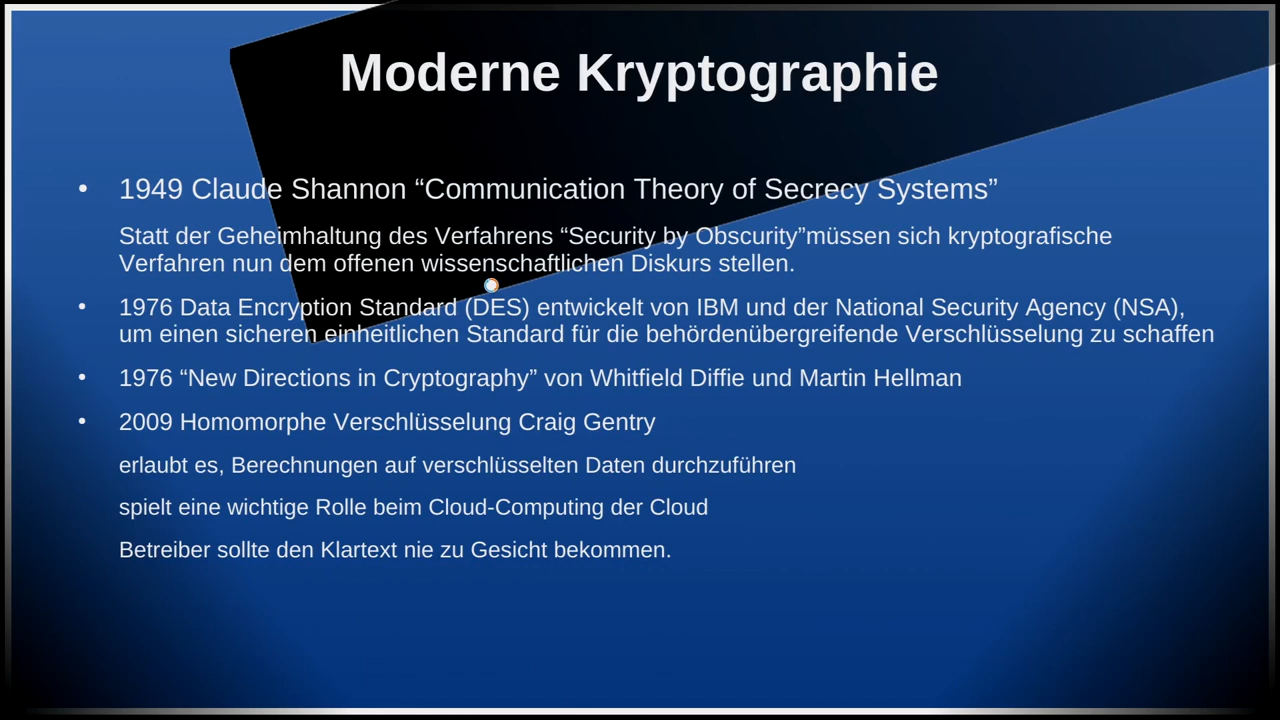 Moderne Kryptographie
• 1949 Claude Shannon “Communication Theory of Secrecy Systems”
Statt der Geheimhaltung des Verfahrens “Security by Obscurity”müssen sich kryptografische
Verfahren nun dem offenen wissenschaftlichen Diskurs stellen.
• 1976 Data Encryption Standard (DES) entwickelt von IBM und der National Security Agency (NSA),
um einen sicheren einheitlichen Standard für die behördenübergreifende Verschlüsselung zu schaffen
• 1976 “New Directions in Cryptography” von Whitfield Diffie und Martin Hellman
• 2009 Homomorphe Verschlüsselung Craig Gentry
erlaubt es, Berechnungen auf verschlüsselten Daten durchzuführen
spielt eine wichtige Rolle beim Cloud-Computing der Cloud
Betreiber sollte den Klartext nie zu Gesicht bekommen.